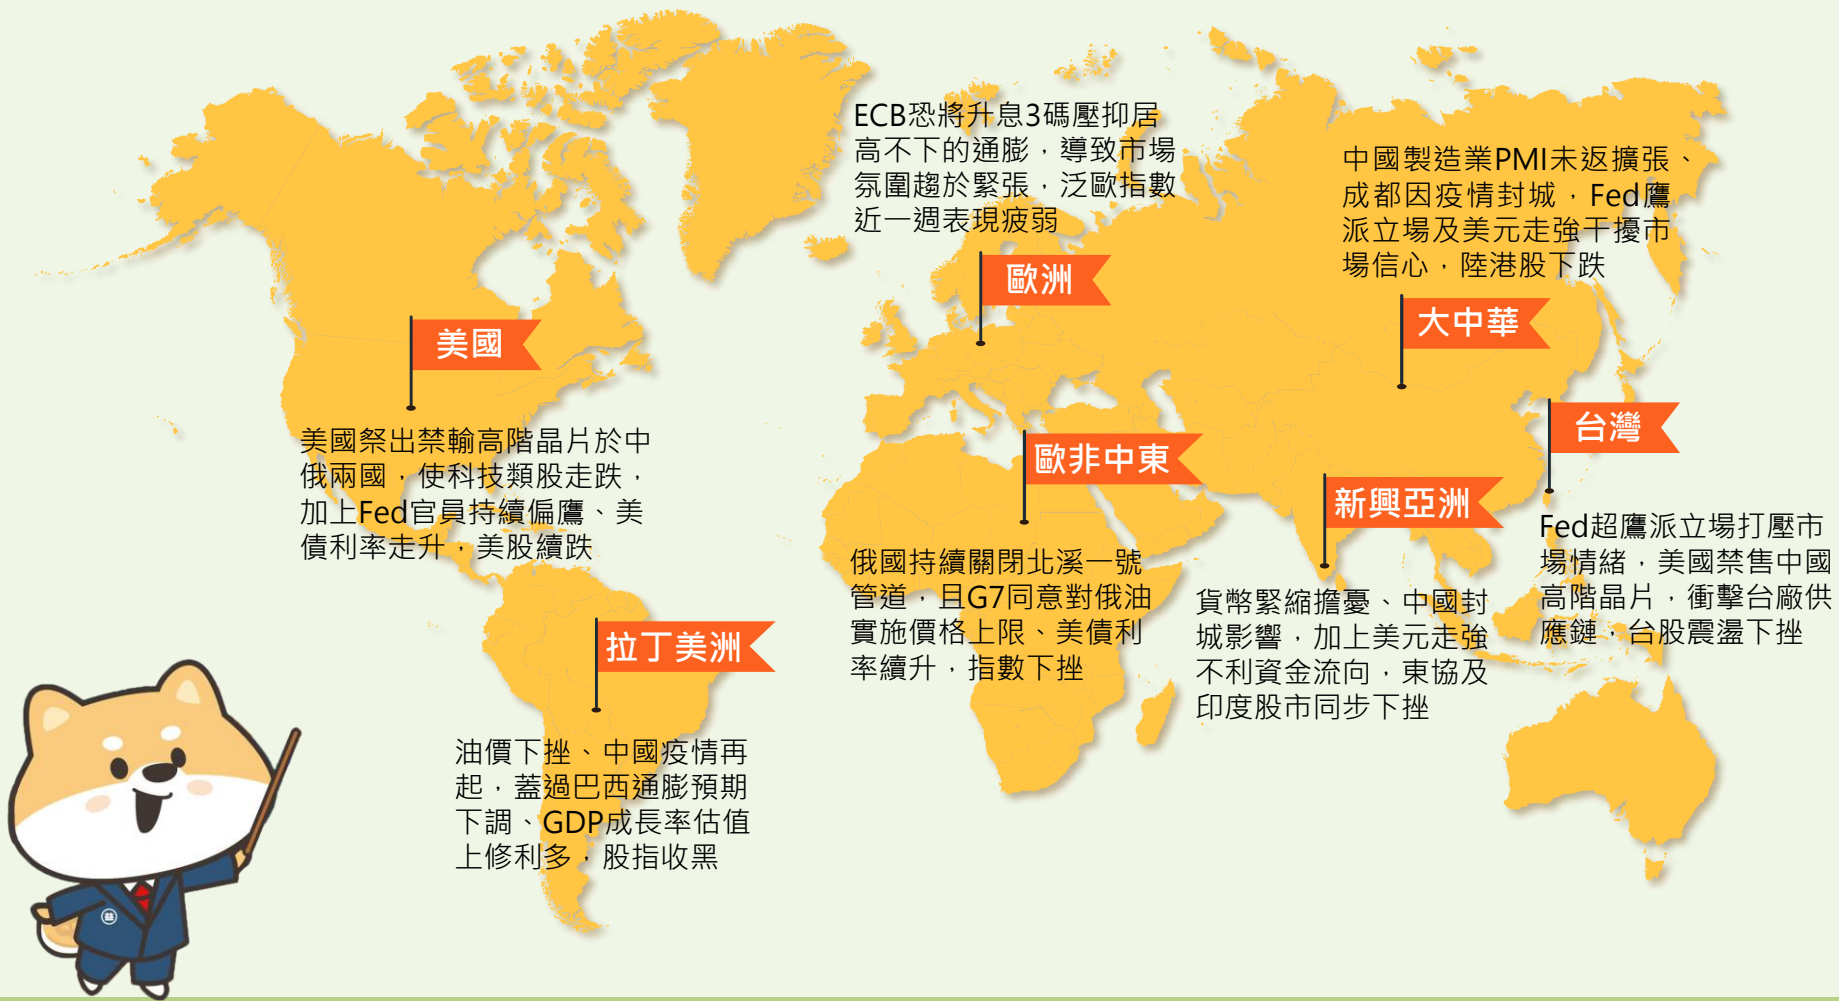 ECB恐將升息3碼壓抑居
高不下的通膨，導致市場
氛圍趨於緊張，泛歐指數
近一週表現疲弱
歐洲
中國製造業PMI未返擴張、
成都因疫情封城，Fed鷹
派立場及美元走強干擾市
場信心，陸港股下跌
大中華
美國
美國祭出禁輸高階晶片於中
俄兩國，使科技類股走跌，
加上Fed官員持續偏鷹、美
債利率走升，美股續跌
歐非中東
俄國持續關閉北溪一號
管道，且G7同意對俄油
實施價格上限、美債利
率續升，指數下挫
新興亞洲
貨幣緊縮擔憂、中國封
城影響，加上美元走強
不利資金流向，東協及
印度股市同步下挫
台灣
Fed超鷹派立場打壓市
場情緒，美國禁售中國
高階晶片，衝擊台廠供
應鏈，台股震盪下挫
拉丁美洲
油價下挫、中國疫情再
起，蓋過巴西通膨預期
下調、GDP成長率估值
上修利多，股指收黑